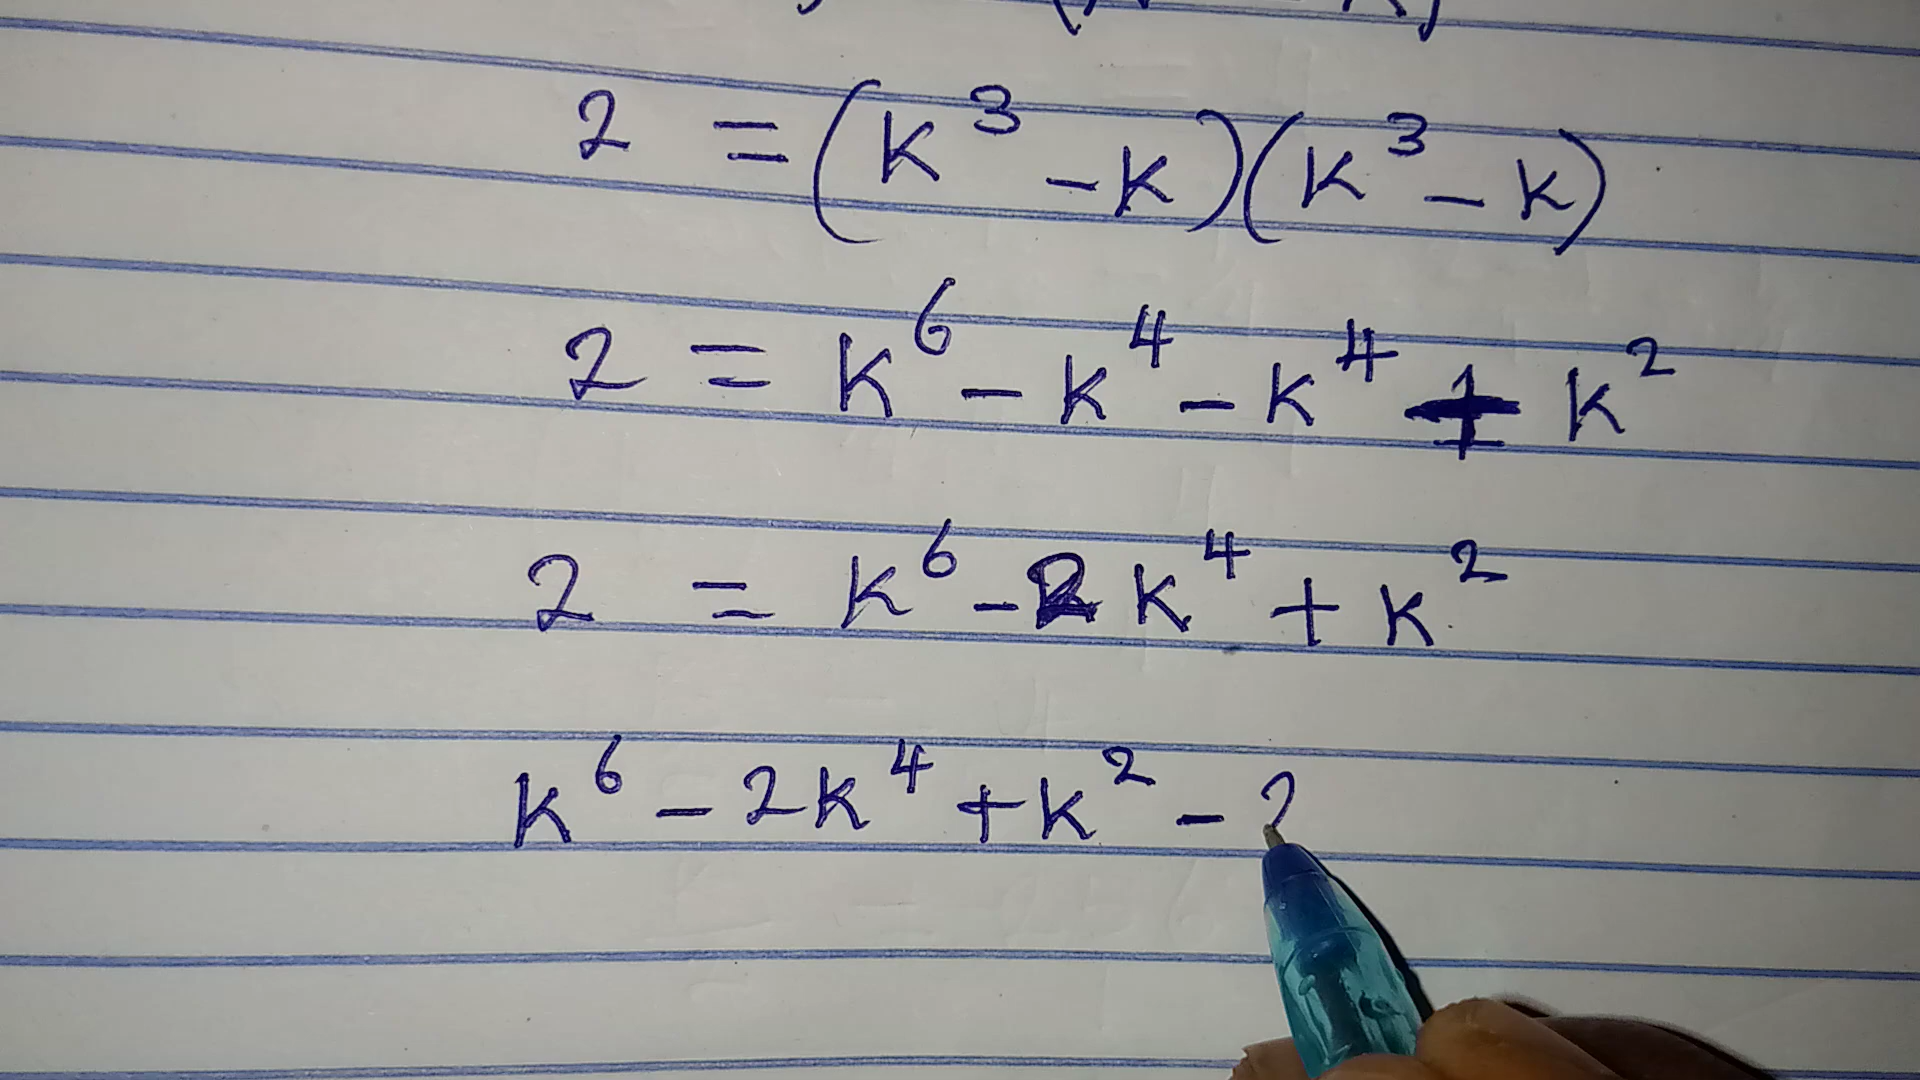 2 = (K³ - K)(K³ - K)
2 = K⁶ - K⁴ - K⁴ + K²
2 = K⁶ - 2K⁴ + K²
K⁶ - 2K⁴ + K² - 2